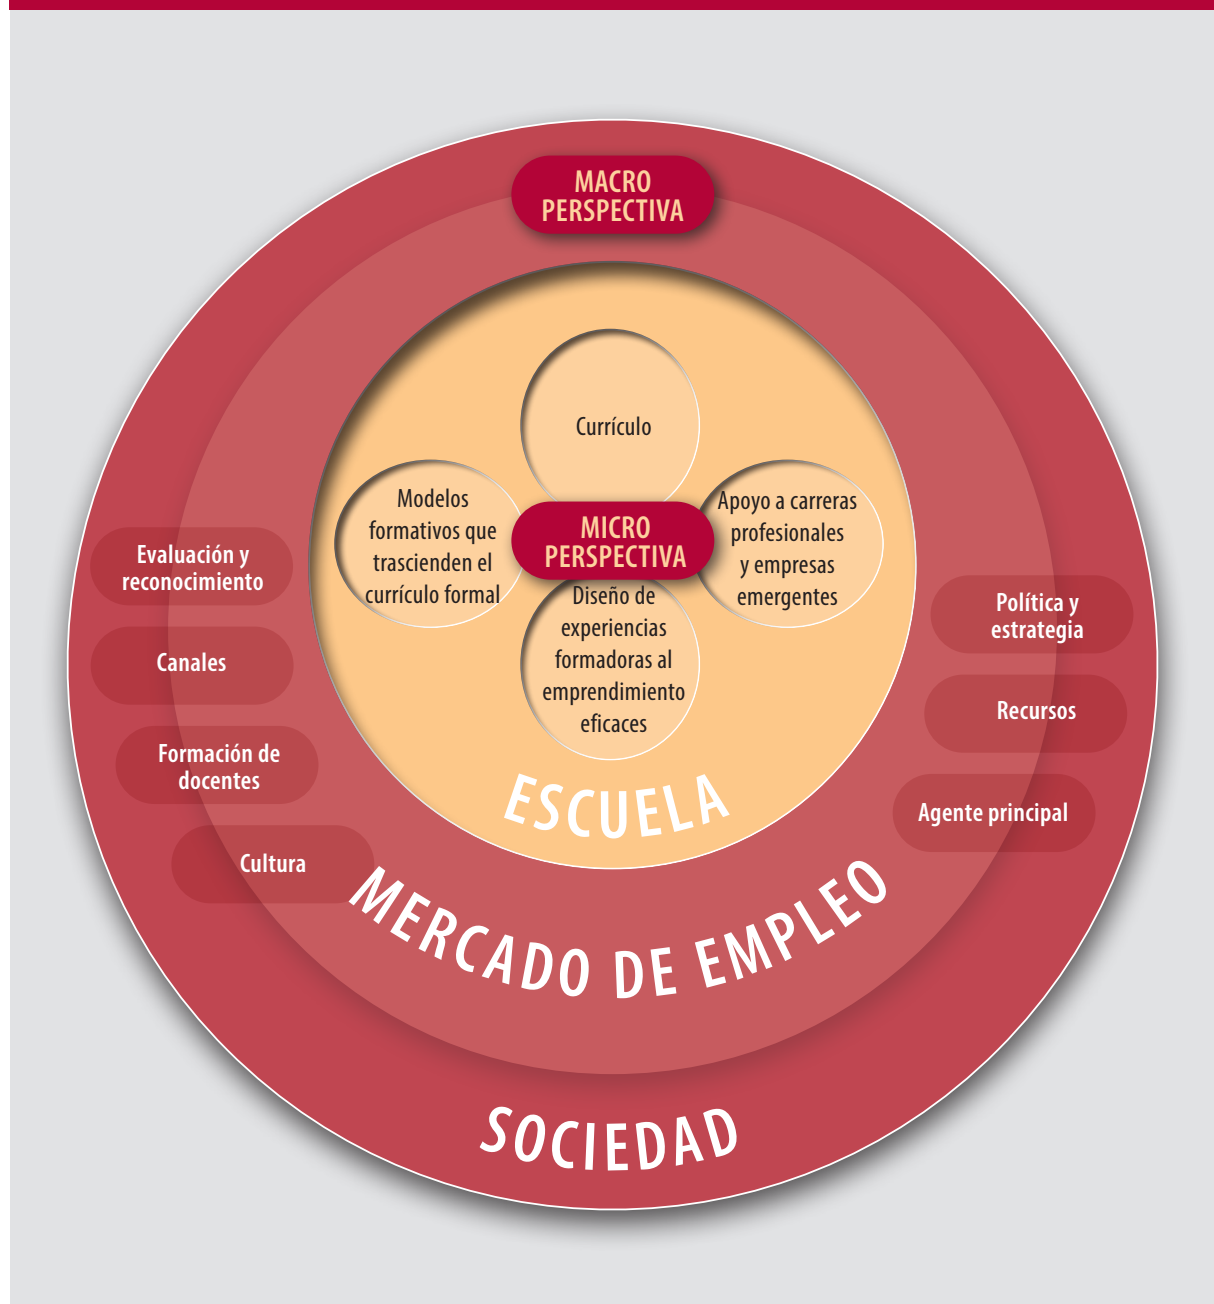 MACRO
PERSPECTIVA
Currículo
Modelos
formativos que
trascienden el
currículo formal
MICRO
PERSPECTIVA
Apoyo a carreras
profesionales
y empresas
emergentes
Diseño de
experiencias
formadoras al
emprendimiento
eficaces
Evaluación y
reconocimiento
Canales
Formación de
docentes
Cultura
Política y
estrategia
Recursos
Agente principal
ESCUELA
MERCADO DE EMPLEO
SOCIEDAD